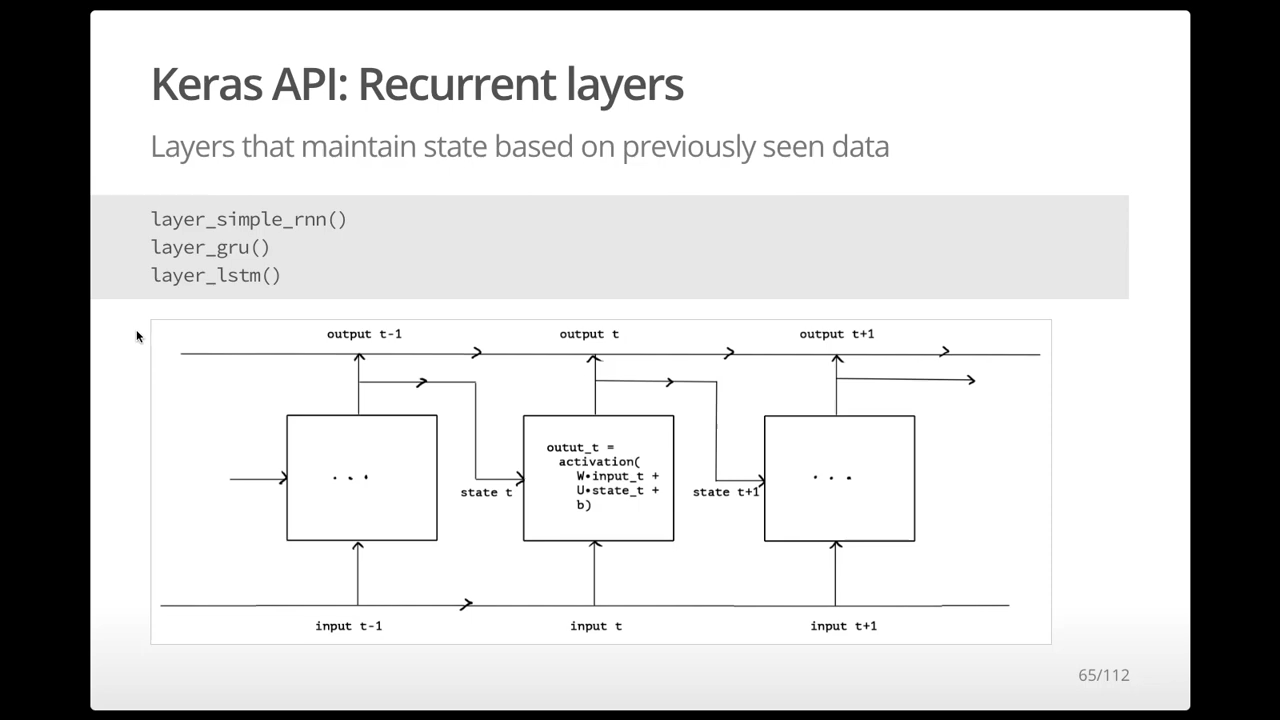 Keras API: Recurrent layers
Layers that maintain state based on previously seen data
layer_simple_rnn()
layer_gru()
layer_lstm()
output t-1
output t
output t+1
...
outut_t =
activation(
W•input_t +
U•state_t +
b)
...
state t
state t+1
input t-1
input t
input t+1
65/112